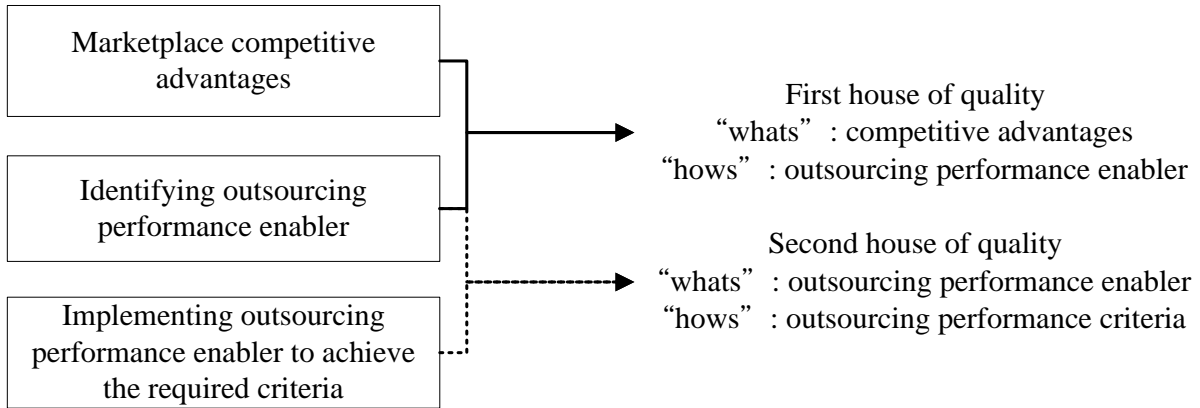 Marketplace competitive
advantages
Identifying outsourcing
performance enabler
Implementing outsourcing
performance enabler to achieve
the required criteria
First house of quality
“whats” : competitive advantages
“hows” : outsourcing performance enabler
Second house of quality
“whats” : outsourcing performance enabler
“hows” : outsourcing performance criteria